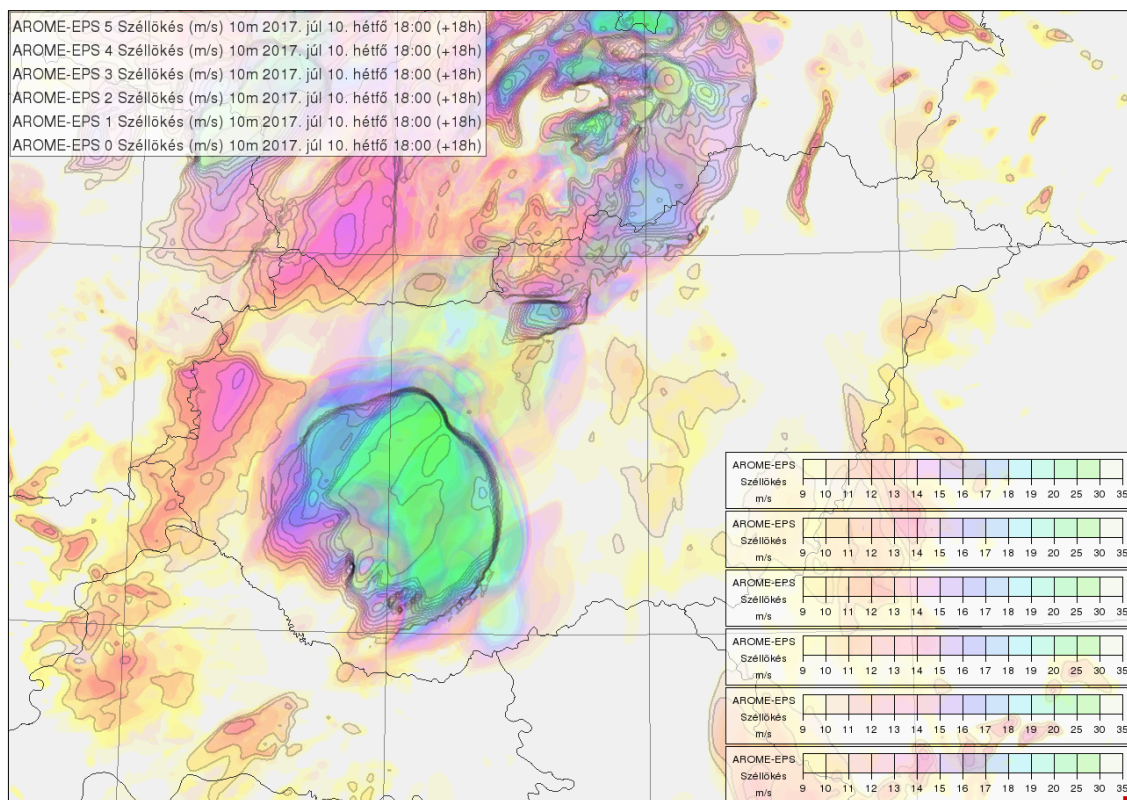 AROME-EPS 5 Széllökés (m/s) 10m 2017. júl 10. hétfő 18:00 (+18h)
AROME-EPS 4 Széllökés (m/s) 10m 2017. júl 10. hétfő 18:00 (+18h)
AROME-EPS 3 Széllökés (m/s) 10m 2017. júl 10. hétfő 18:00 (+18h)
AROME-EPS 2 Széllökés (m/s) 10m 2017. júl 10. hétfő 18:00 (+18h)
AROME-EPS 1 Széllökés (m/s) 10m 2017. júl 10. hétfő 18:00 (+18h)
AROME-EPS 0 Széllökés (m/s) 10m 2017. júl 10. hétfő 18:00 (+18h)
AROME-EPS
Széllökés
m/s 9 10 11 12 13 14 15 16 17 18 19 20 25 30 35
AROME-EPS
Széllökés
m/s 9 10 11 12 13 14 15 16 17 18 19 20 25 30 35
AROME-EPS
Széllökés
m/s 9 10 11 12 13 14 15 16 17 18 19 20 25 30 35
AROME-EPS
Széllökés
m/s 9 10 11 12 13 14 15 16 17 18 19 20 25 30 35
AROME-EPS
Széllökés
m/s 9 10 11 12 13 14 15 16 17 18 19 20 25 30 35
AROME-EPS
Széllökés
m/s 9 10 11 12 13 14 15 16 17 18 19 20 25 30 35